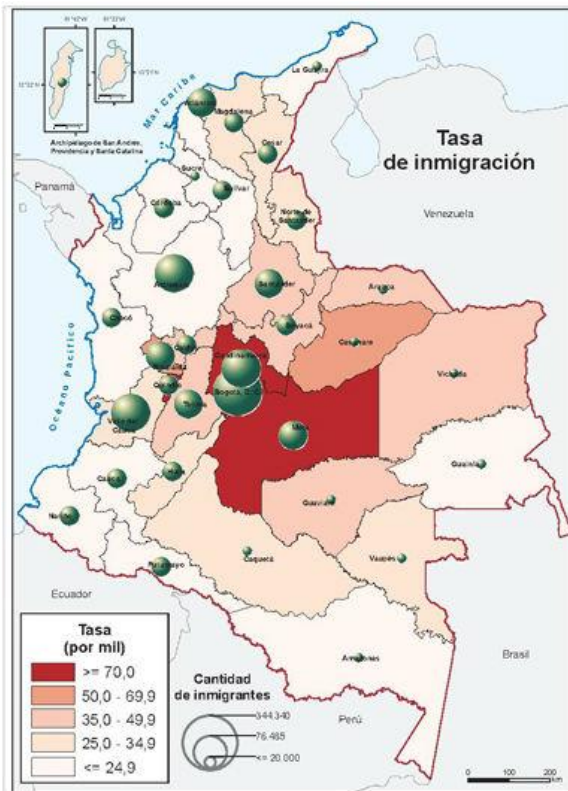 Archipiélago de San Andres,
Providencia y Santa Catalina
Mar Caribe
Panamá
Océano Pacífico
Tasa
de inmigración
Venezuela
La Guajira
Atlántico
Magdalena
Cesar
Sucre
Bolívar
Córdoba
Norte de
Santander
Antioquia
Santander
Arauca
Chocó
Boyacá
Casanare
Cundinamarca
Vichada
Bogotá, D.C.
Tolima
Valle del
Cauca
Meta
Guainía
Cauca
Huila
Guaviare
Nariño
Caquetá
Vaupés
Putumayo
Ecuador
Amazonas
Brasil
Perú
Tasa
(por mil)
>= 70,0
50,0 - 69,9
35,0 - 49,9
25,0 - 34,9
<= 24,9
Cantidad
de inmigrantes
344.340
76.465
<= 20.000
0
100
200
km